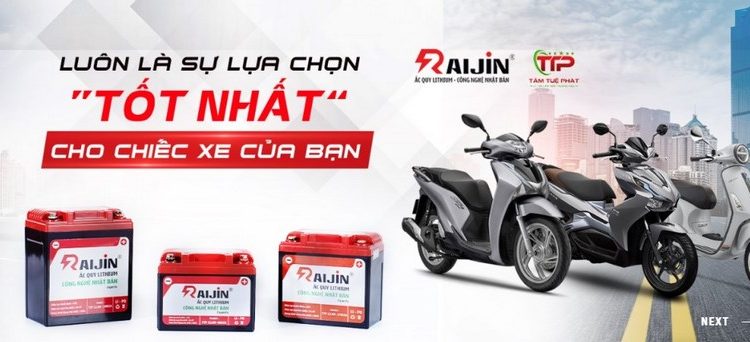 LUÔN LÀ SỰ LỰA CHỌN
"TỐT NHẤT"
CHO CHIẾC XE CỦA BẠN
RAIJIN®
ẮC QUY LITHIUM - CÔNG NGHỆ NHẬT BẢN
TTP
TÂM TUỆ PHÁT
RAIJIN®
ẮC QUY LITHIUM
CÔNG NGHỆ NHẬT BẢN
RAIJIN®
ẮC QUY LITHIUM
CÔNG NGHỆ NHẬT BẢN
RAIJIN®
ẮC QUY LITHIUM
CÔNG NGHỆ NHẬT BẢN
NEXT